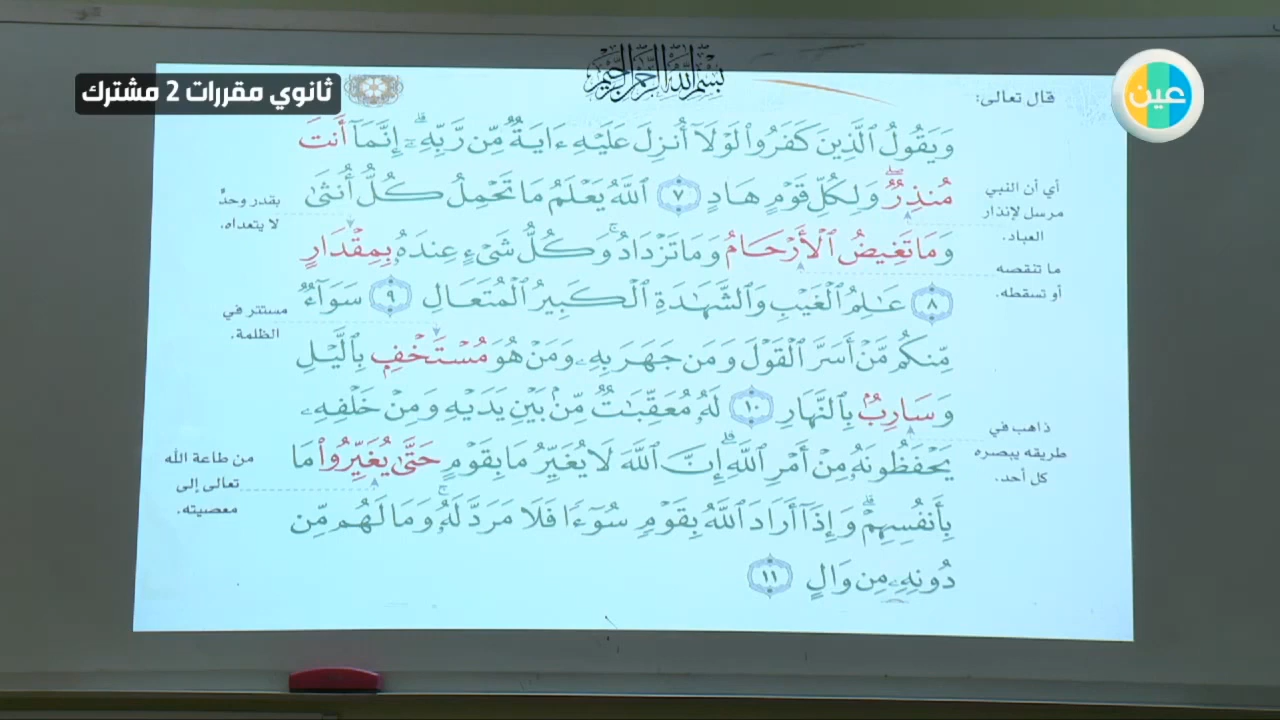 ثانوي مقررات 2 مشترك
عين
بسم الله الرحمن الرحيم
قال تعالى:
وَيَقُولُ ٱلَّذِينَ كَفَرُوا۟ لَوْلَآ أُنزِلَ عَلَيْهِ ءَايَةٌ مِّن رَّبِّهِۦٓ ۗ إِنَّمَآ أَنتَ
مُنذِرٌ ۖ وَلِكُلِّ قَوْمٍ هَادٍ ٧ ٱللَّهُ يَعْلَمُ مَا تَحْمِلُ كُلُّ أُنثَىٰ
وَمَا تَغِيضُ ٱلْأَرْحَامُ وَمَا تَزْدَادُ ۖ وَكُلُّ شَىْءٍ عِندَهُۥ بِمِقْدَارٍ
٨ عَـٰلِمُ ٱلْغَيْبِ وَٱلشَّهَـٰدَةِ ٱلْكَبِيرُ ٱلْمُتَعَالِ ٩ سَوَآءٌ
مِّنكُم مَّنْ أَسَرَّ ٱلْقَوْلَ وَمَن جَهَرَ بِهِۦ وَمَنْ هُوَ مُسْتَخْفٍۭ بِٱلَّيْلِ
وَسَارِبٌۢ بِٱلنَّهَارِ ١٠ لَهُۥ مُعَقِّبَـٰتٌ مِّنۢ بَيْنِ يَدَيْهِ وَمِنْ خَلْفِهِۦ
يَحْفَظُونَهُۥ مِنْ أَمْرِ ٱللَّهِ ۗ إِنَّ ٱللَّهَ لَا يُغَيِّرُ مَا بِقَوْمٍ حَتَّىٰ يُغَيِّرُوا۟ مَا
بِأَنفُسِهِمْ ۗ وَإِذَآ أَرَادَ ٱللَّهُ بِقَوْمٍ سُوٓءًا فَلَا مَرَدَّ لَهُۥ ۚ وَمَا لَهُم مِّن
دُونِهِۦ مِن وَالٍ ١١
أي أن النبي
مرسل لإنذار
العباد.
ما تنقصه
أو تسقطه.
ذاهب في
طريقه يبصره
كل أحد.
بقدر وحدٍّ
لا يتعداه.
مستتر في
الظلمة.
من طاعة الله
تعالى إلى
معصيته.